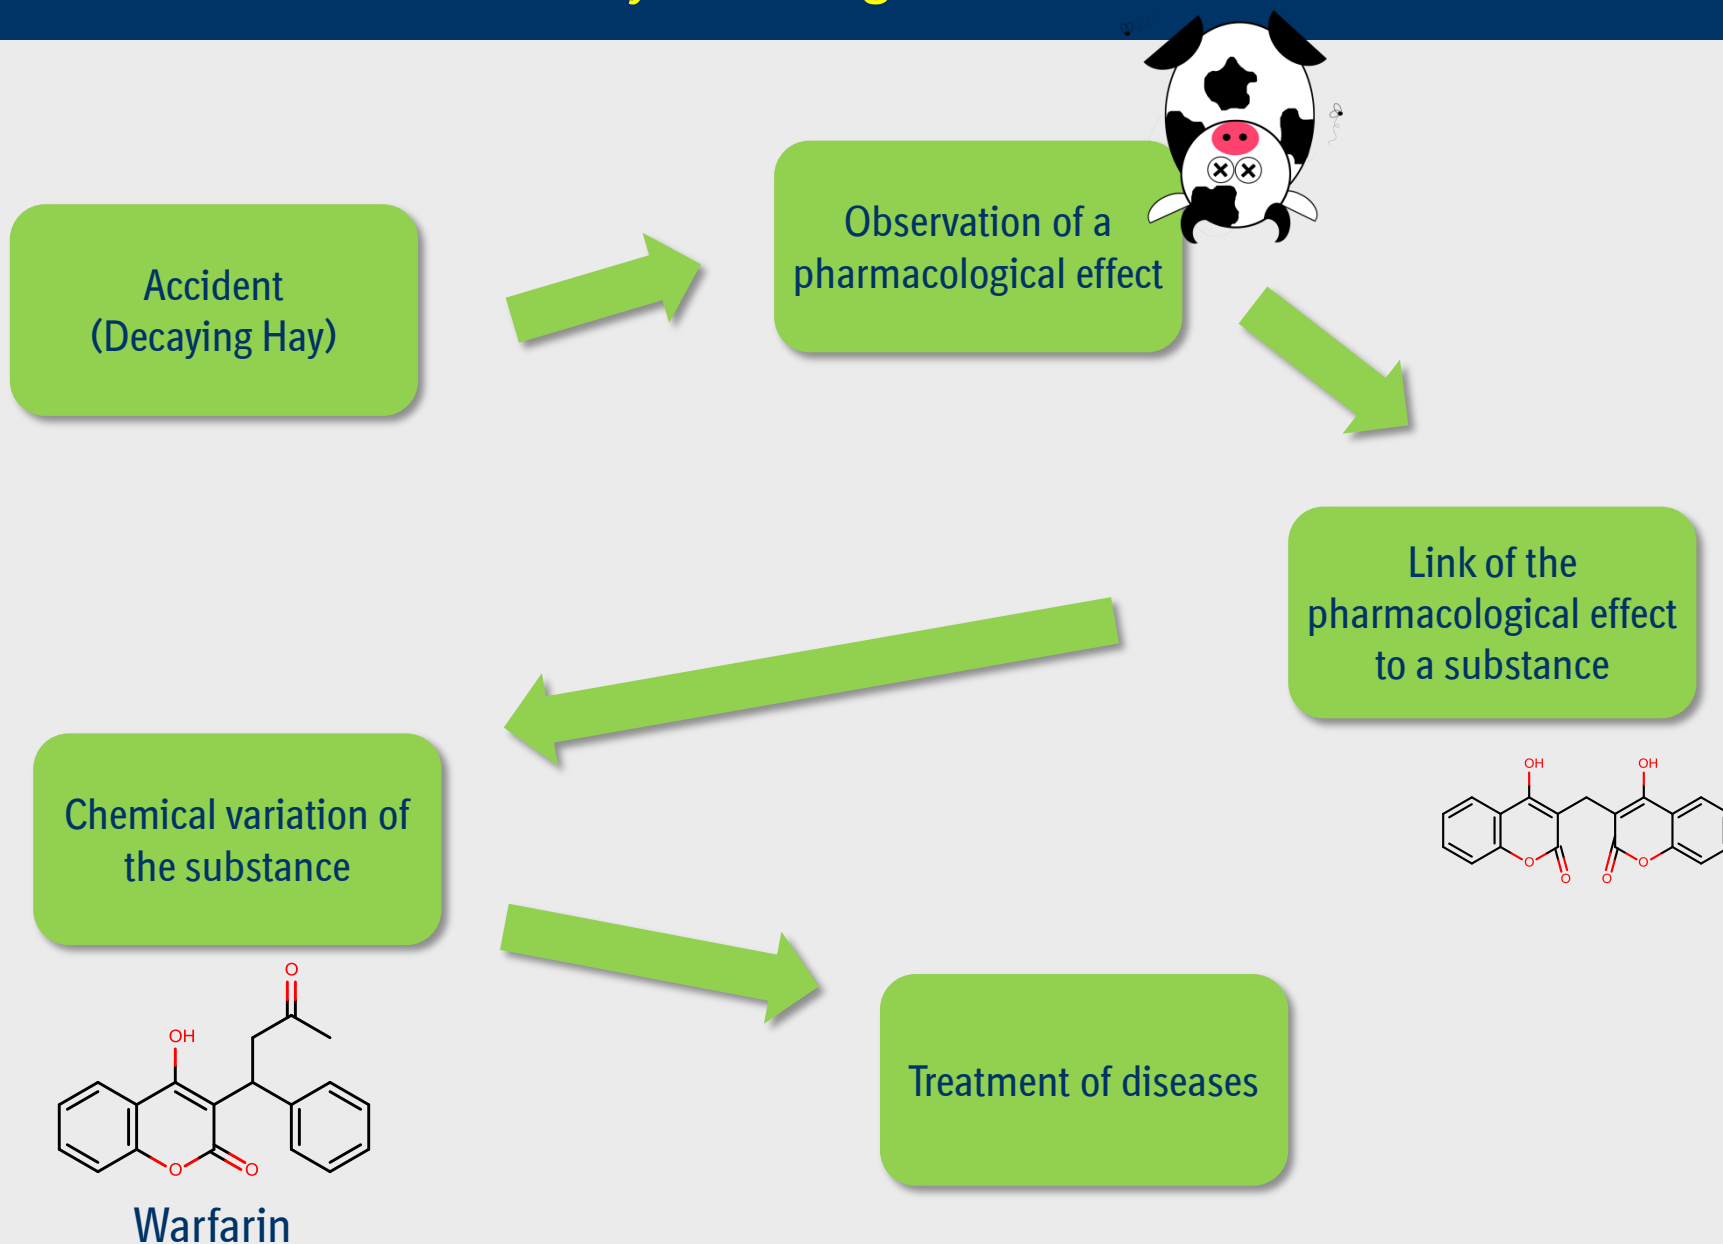 Accident
(Decaying Hay)
Observation of a
pharmacological effect
Link of the
pharmacological effect
to a substance
OH
OH
O
O
O
O
Chemical variation of
the substance
O
OH
O
O
Warfarin
Treatment of diseases